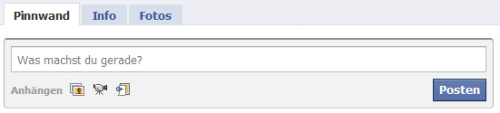 Pinnwand Info Fotos
Was machst du gerade?
Anhängen Posten